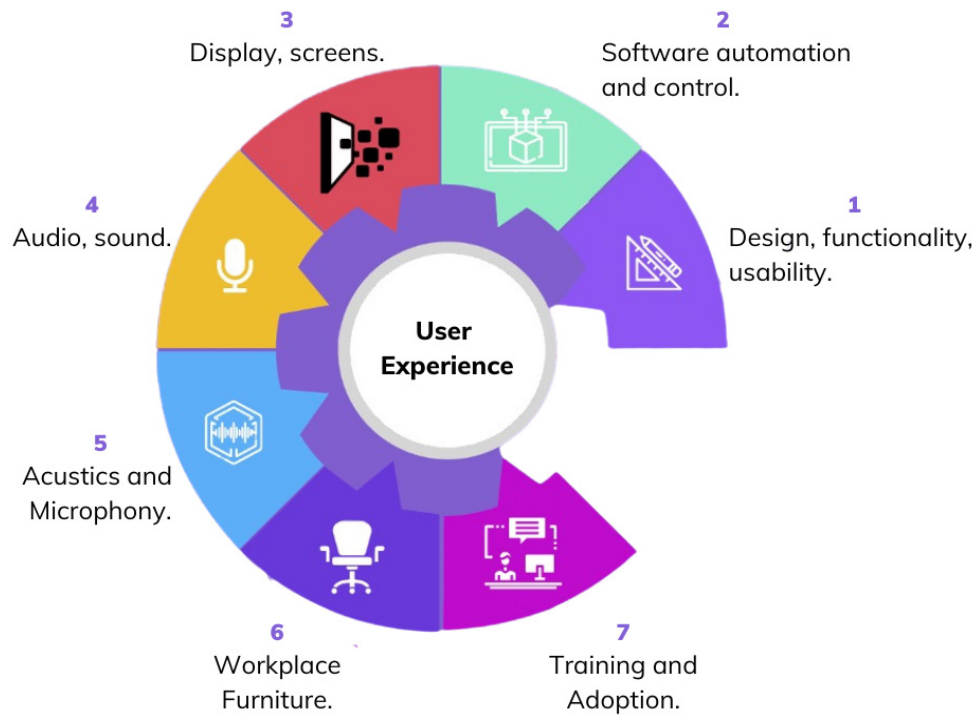 3
Display, screens.
2
Software automation
and control.
4
Audio, sound.
1
Design, functionality,
usability.
User
Experience
5
Acustics and
Microphony.
6
Workplace
Furniture.
7
Training and
Adoption.